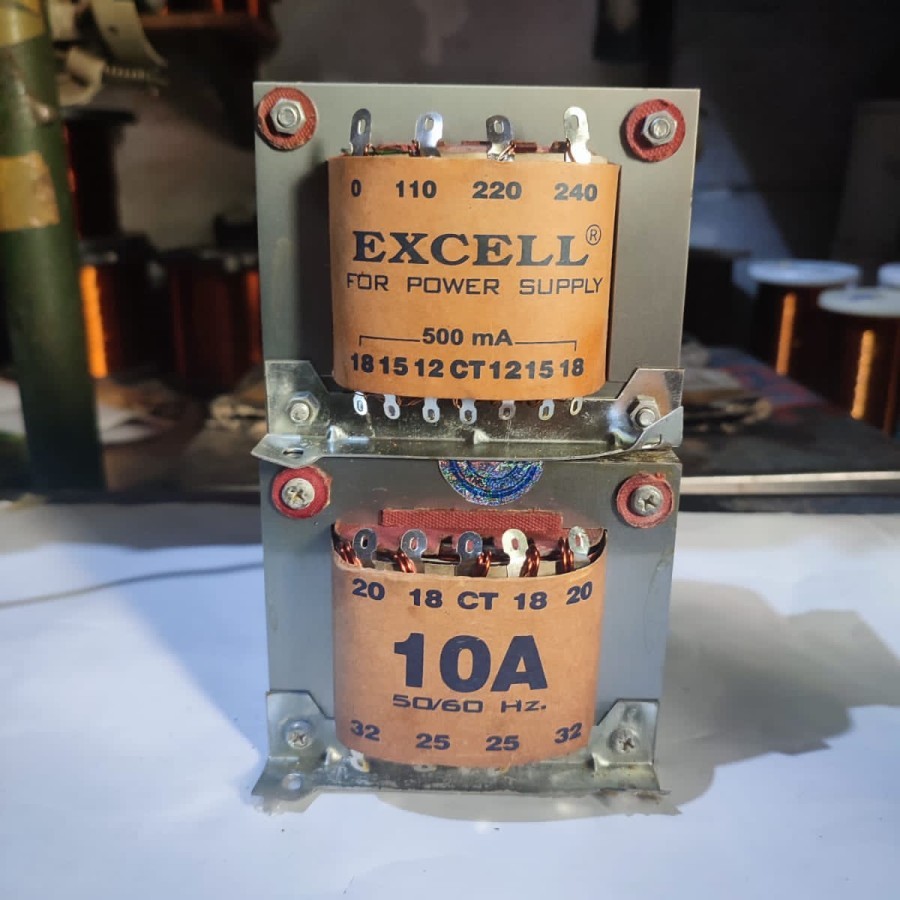 0 110 220 240
EXCELL®
FOR POWER SUPPLY
500 mA
18 15 12 CT 12 15 18
20 18 CT 18 20
10A
50/60 Hz.
32 25 25 32